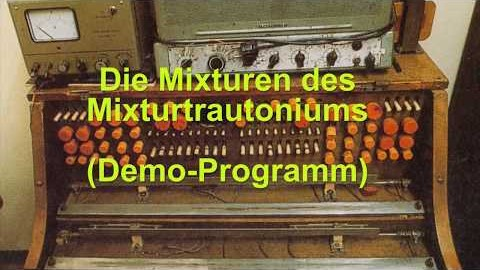 Die Mixturen des
Mixturtrautoniums
(Demo-Programm)